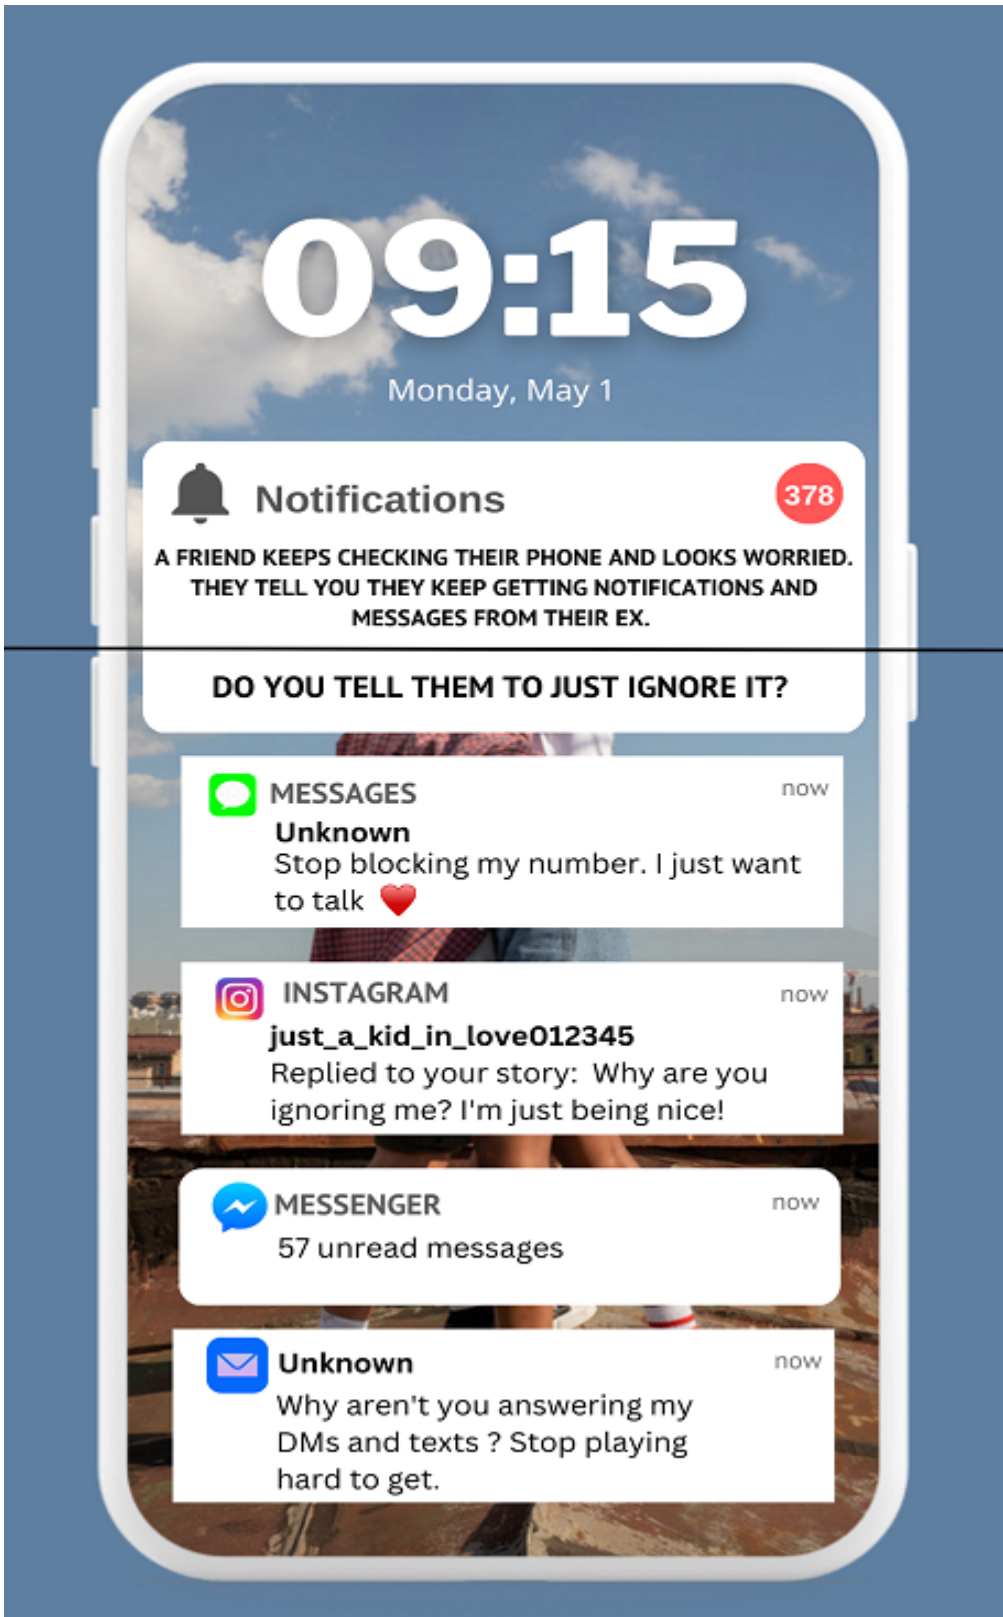 09:15
Monday, May 1
Notifications 378
A FRIEND KEEPS CHECKING THEIR PHONE AND LOOKS WORRIED.
THEY TELL YOU THEY KEEP GETTING NOTIFICATIONS AND
MESSAGES FROM THEIR EX.
DO YOU TELL THEM TO JUST IGNORE IT?
MESSAGES now
Unknown
Stop blocking my number. I just want
to talk ♥️
INSTAGRAM now
just_a_kid_in_love012345
Replied to your story:  Why are you
ignoring me? I'm just being nice!
MESSENGER now
57 unread messages
Unknown now
Why aren't you answering my
DMs and texts ? Stop playing
hard to get.